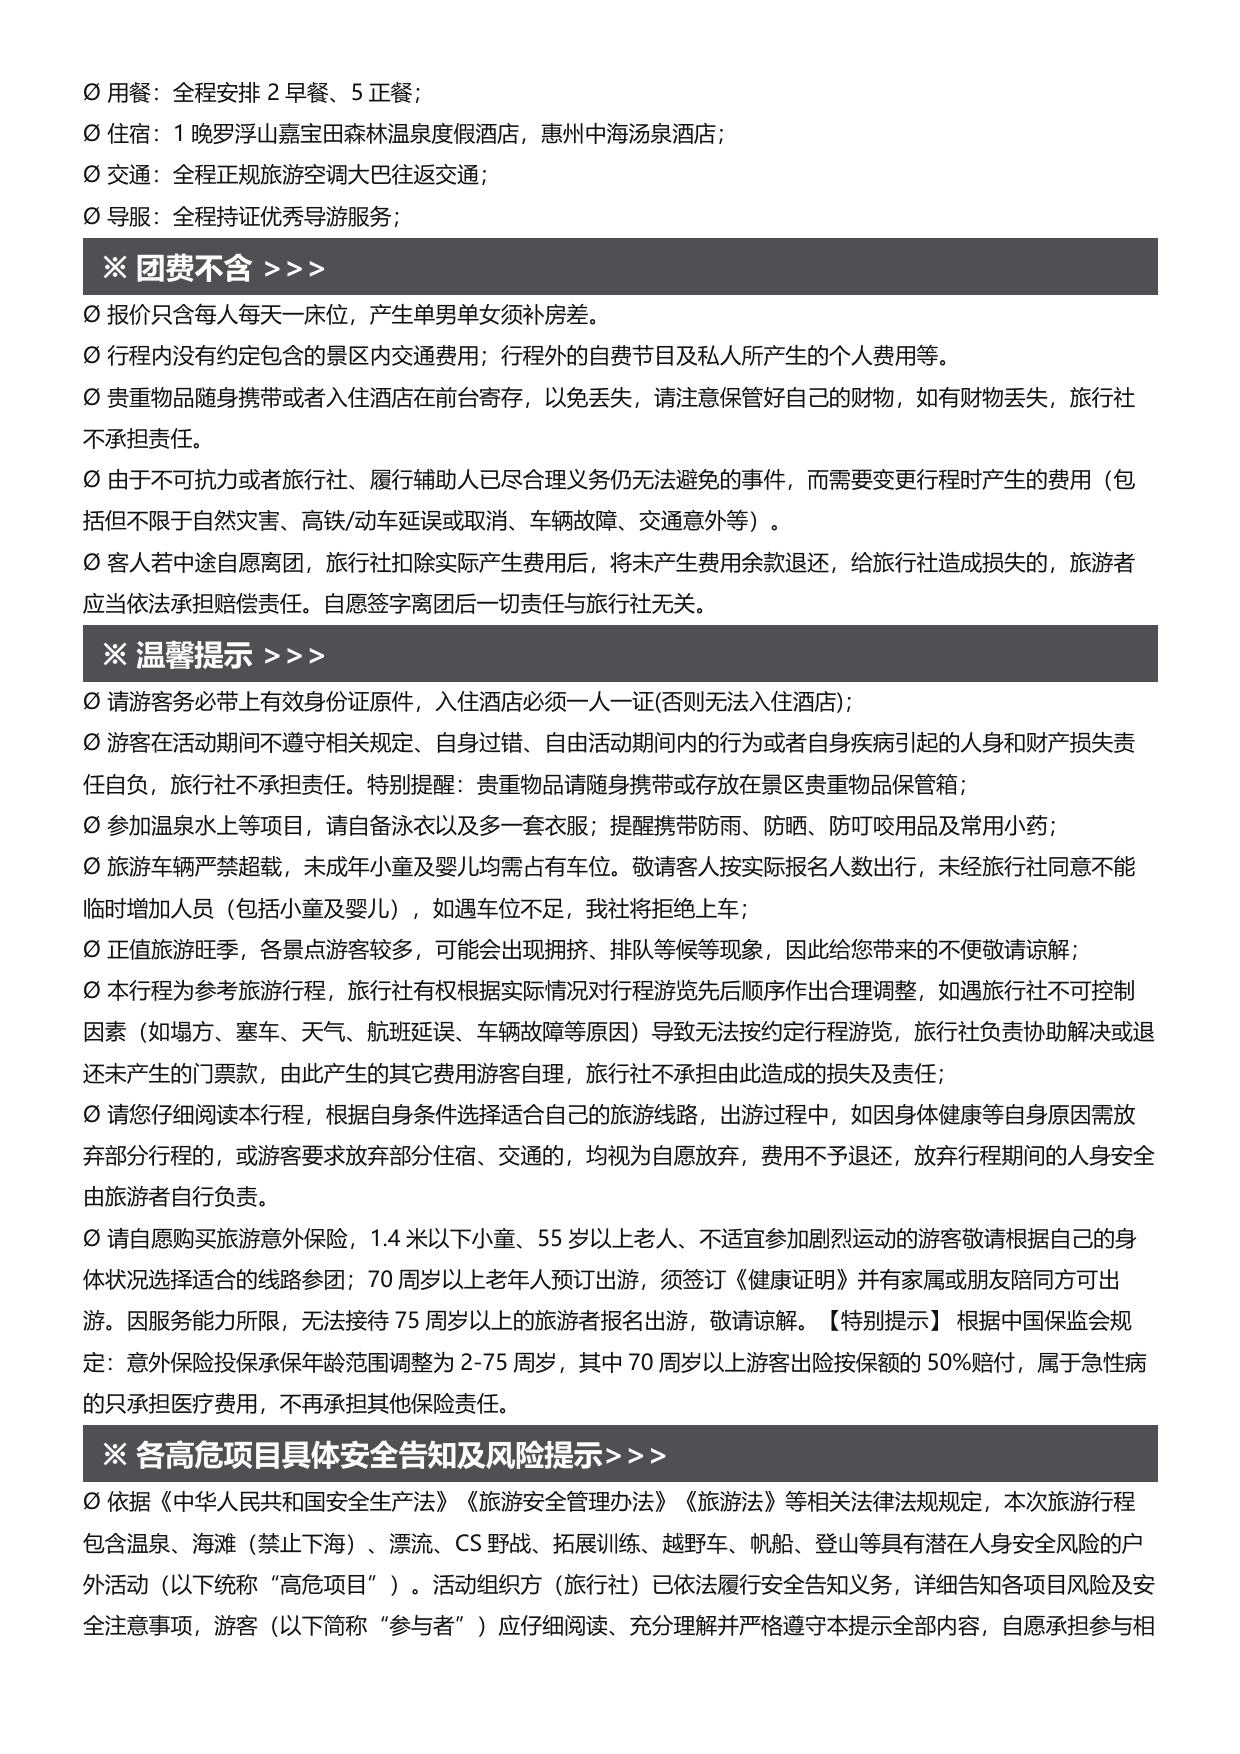 Ø 用餐：全程安排 2 早餐、5 正餐；
Ø 住宿：1 晚罗浮山嘉宝田森林温泉度假酒店，惠州中海汤泉酒店；
Ø 交通：全程正规旅游空调大巴往返交通；
Ø 导服：全程持证优秀导游服务；
※ 团费不含 >>>
Ø 报价只含每人每天一床位，产生单男单女须补房差。
Ø 行程内没有约定包含的景区内交通费用；行程外的自费节目及私人所产生的个人费用等。
Ø 贵重物品随身携带或者入住酒店在前台寄存，以免丢失，请注意保管好自己的财物，如有财物丢失，旅行社
不承担责任。
Ø 由于不可抗力或者旅行社、履行辅助人已尽合理义务仍无法避免的事件，而需要变更行程时产生的费用（包
括但不限于自然灾害、高铁/动车延误或取消、车辆故障、交通意外等）。
Ø 客人若中途自愿离团，旅行社扣除实际产生费用后，将未产生费用余款退还，给旅行社造成损失的，旅游者
应当依法承担赔偿责任。自愿签字离团后一切责任与旅行社无关。
※ 温馨提示 >>>
Ø 请游客务必带上有效身份证原件，入住酒店必须一人一证(否则无法入住酒店)；
Ø 游客在活动期间不遵守相关规定、自身过错、自由活动期间内的行为或者自身疾病引起的人身和财产损失责
任自负，旅行社不承担责任。特别提醒：贵重物品请随身携带或存放在景区贵重物品保管箱；
Ø 参加温泉水上等项目，请自备泳衣以及多一套衣服；提醒携带防雨、防晒、防叮咬用品及常用小药；
Ø 旅游车辆严禁超载，未成年小童及婴儿均需占有车位。敬请客人按实际报名人数出行，未经旅行社同意不能
临时增加人员（包括小童及婴儿），如遇车位不足，我社将拒绝上车；
Ø 正值旅游旺季，各景点游客较多，可能会出现拥挤、排队等候等现象，因此给您带来的不便敬请谅解；
Ø 本行程为参考旅游行程，旅行社有权根据实际情况对行程游览先后顺序作出合理调整，如遇旅行社不可控制
因素（如塌方、塞车、天气、航班延误、车辆故障等原因）导致无法按约定行程游览，旅行社负责协助解决或退
还未产生的门票款，由此产生的其它费用游客自理，旅行社不承担由此造成的损失及责任；
Ø 请您仔细阅读本行程，根据自身条件选择适合自己的旅游线路，出游过程中，如因身体健康等自身原因需放
弃部分行程的，或游客要求放弃部分住宿、交通的，均视为自愿放弃，费用不予退还，放弃行程期间的人身安全
由旅游者自行负责。
Ø 请自愿购买旅游意外保险，1.4 米以下小童、55 岁以上老人、不适宜参加剧烈运动的游客敬请根据自己的身
体状况选择适合的线路参团；70 周岁以上老年人预订出游，须签订《健康证明》并有家属或朋友陪同方可出
游。因服务能力所限，无法接待 75 周岁以上的旅游者报名出游，敬请谅解。【特别提示】 根据中国保监会规
定：意外保险投保承保年龄范围调整为 2-75 周岁，其中 70 周岁以上游客出险按保额的 50%赔付，属于急性病
的只承担医疗费用，不再承担其他保险责任。
※ 各高危项目具体安全告知及风险提示>>>
Ø 依据《中华人民共和国安全生产法》《旅游安全管理办法》《旅游法》等相关法律法规规定，本次旅游行程
包含温泉、海滩（禁止下海）、漂流、CS 野战、拓展训练、越野车、帆船、登山等具有潜在人身安全风险的户
外活动（以下统称“高危项目”）。活动组织方（旅行社）已依法履行安全告知义务，详细告知各项目风险及安
全注意事项，游客（以下简称“参与者”）应仔细阅读、充分理解并严格遵守本提示全部内容，自愿承担参与相